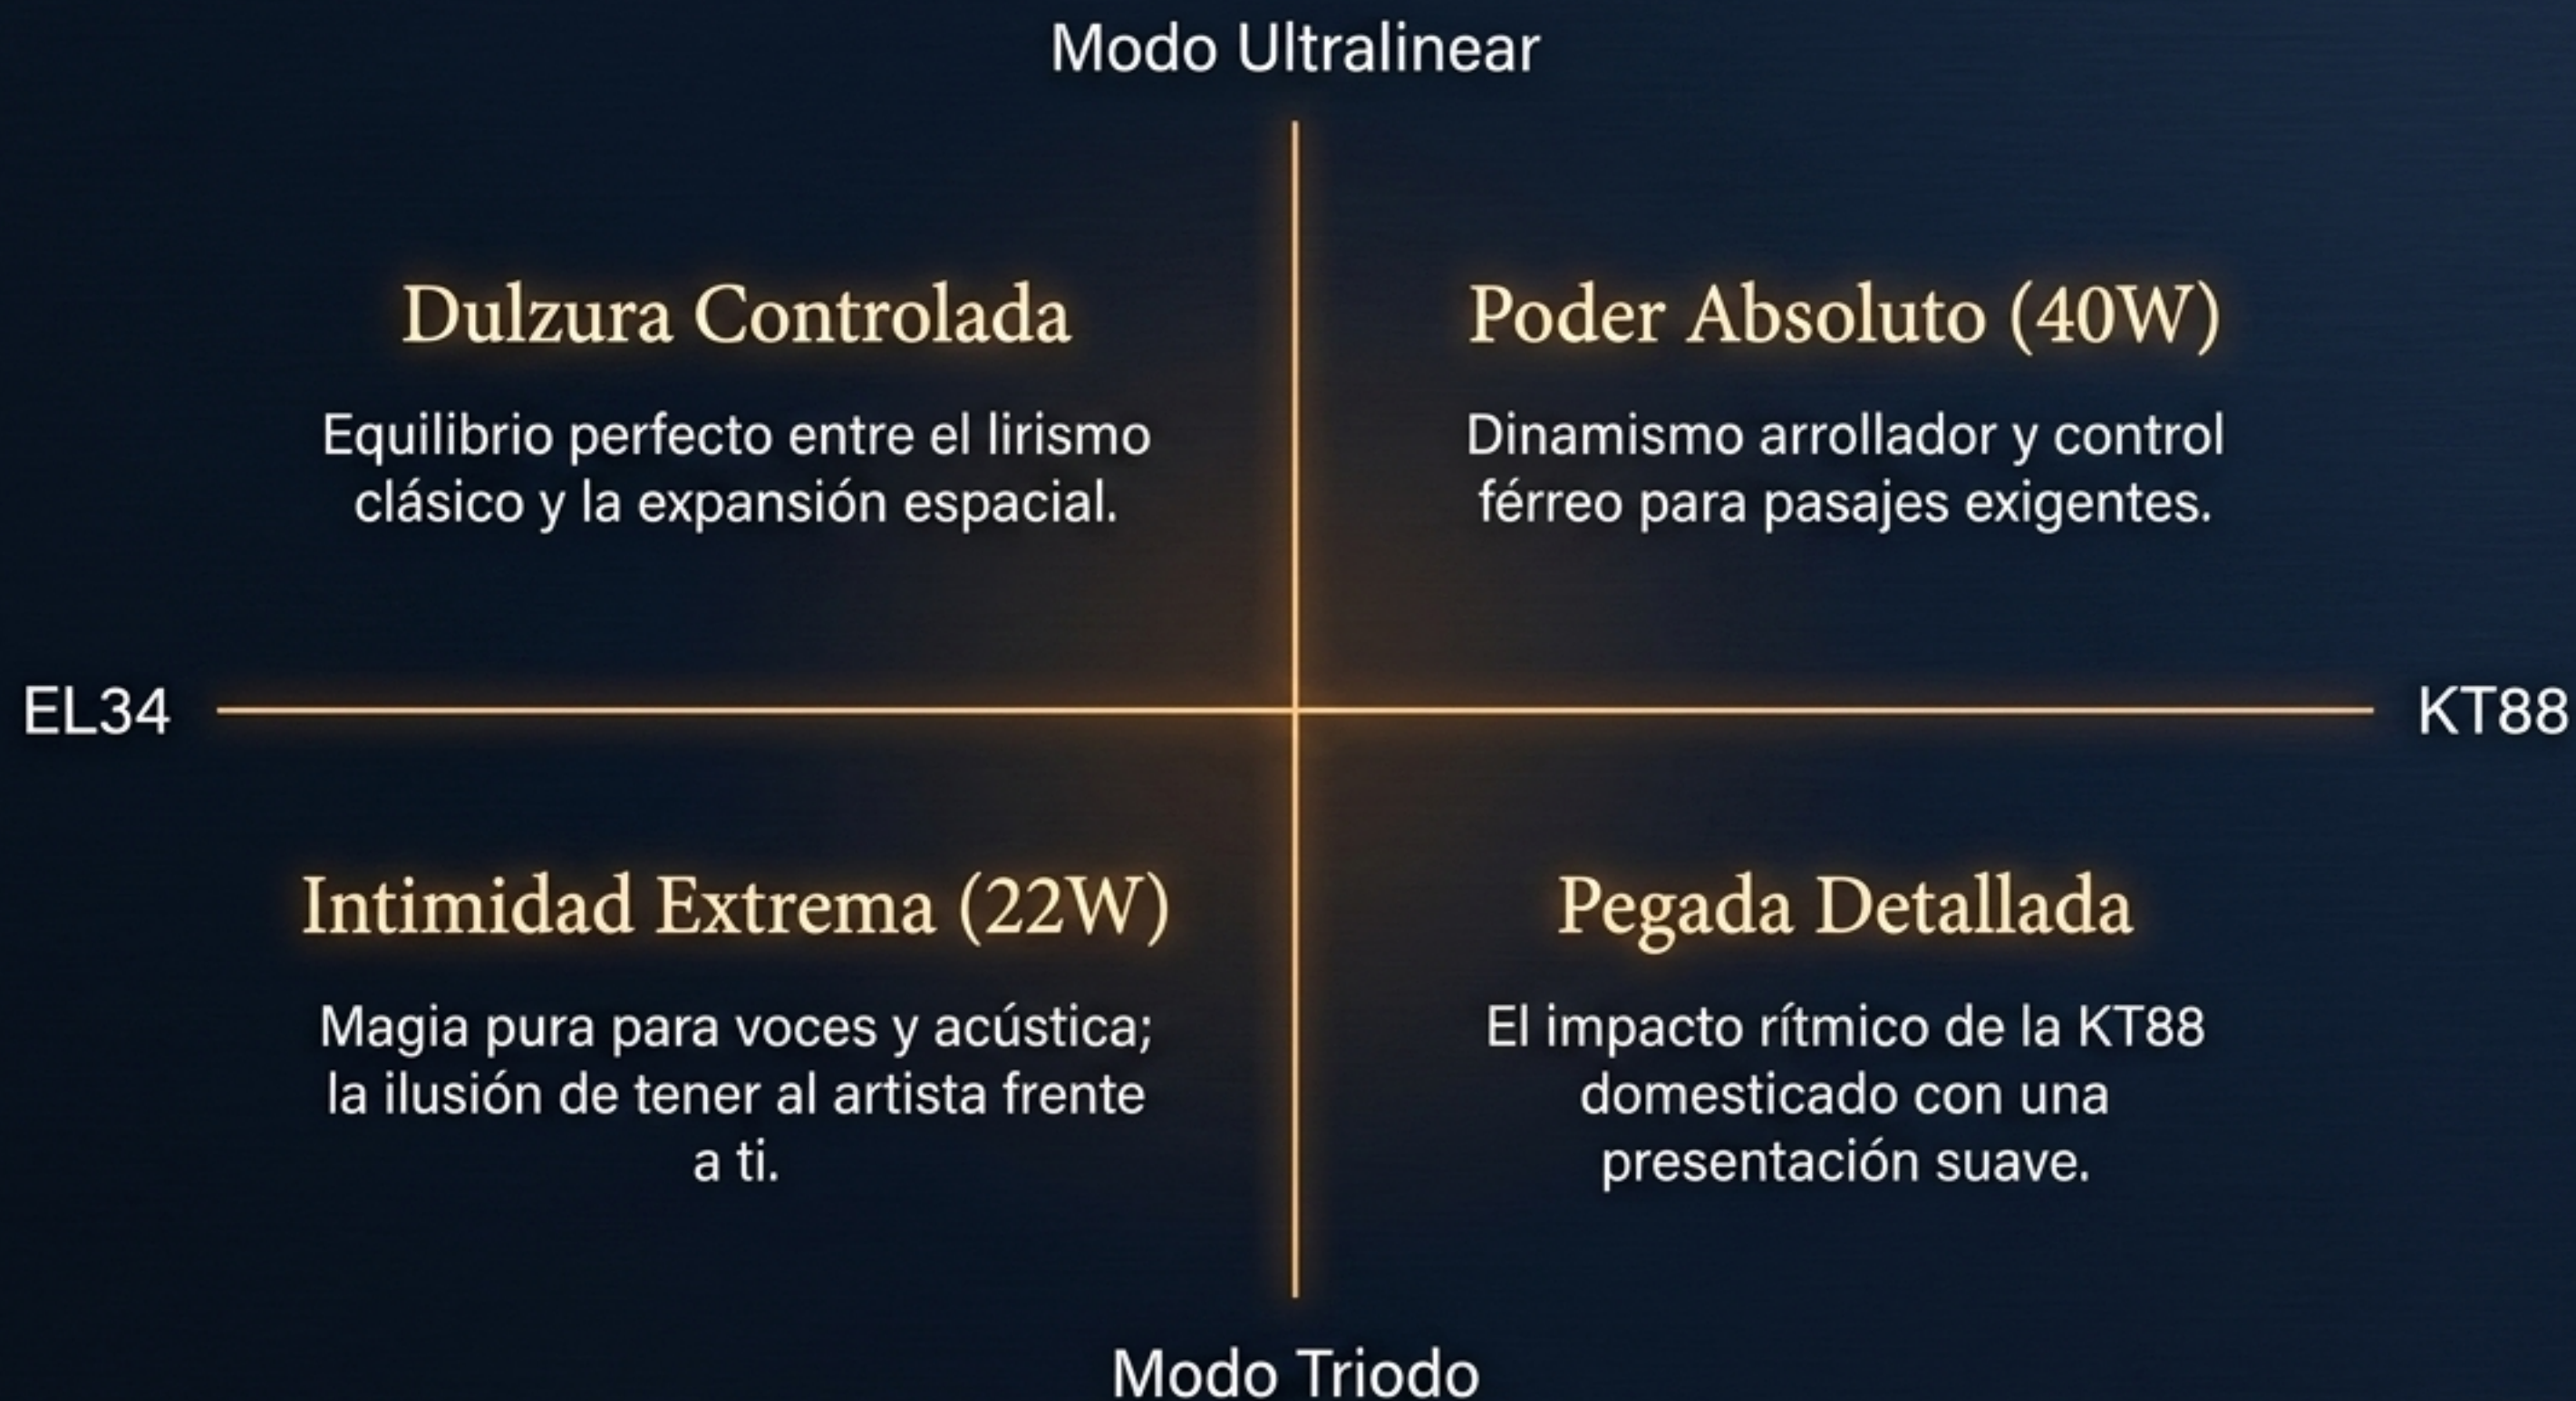 Modo Ultralinear
Dulzura Controlada
Equilibrio perfecto entre el lirismo
clásico y la expansión espacial.
Poder Absoluto (40W)
Dinamismo arrollador y control
férreo para pasajes exigentes.
EL34
KT88
Intimidad Extrema (22W)
Magia pura para voces y acústica;
la ilusión de tener al artista frente
a ti.
Pegada Detallada
El impacto rítmico de la KT88
domesticado con una
presentación suave.
Modo Triodo